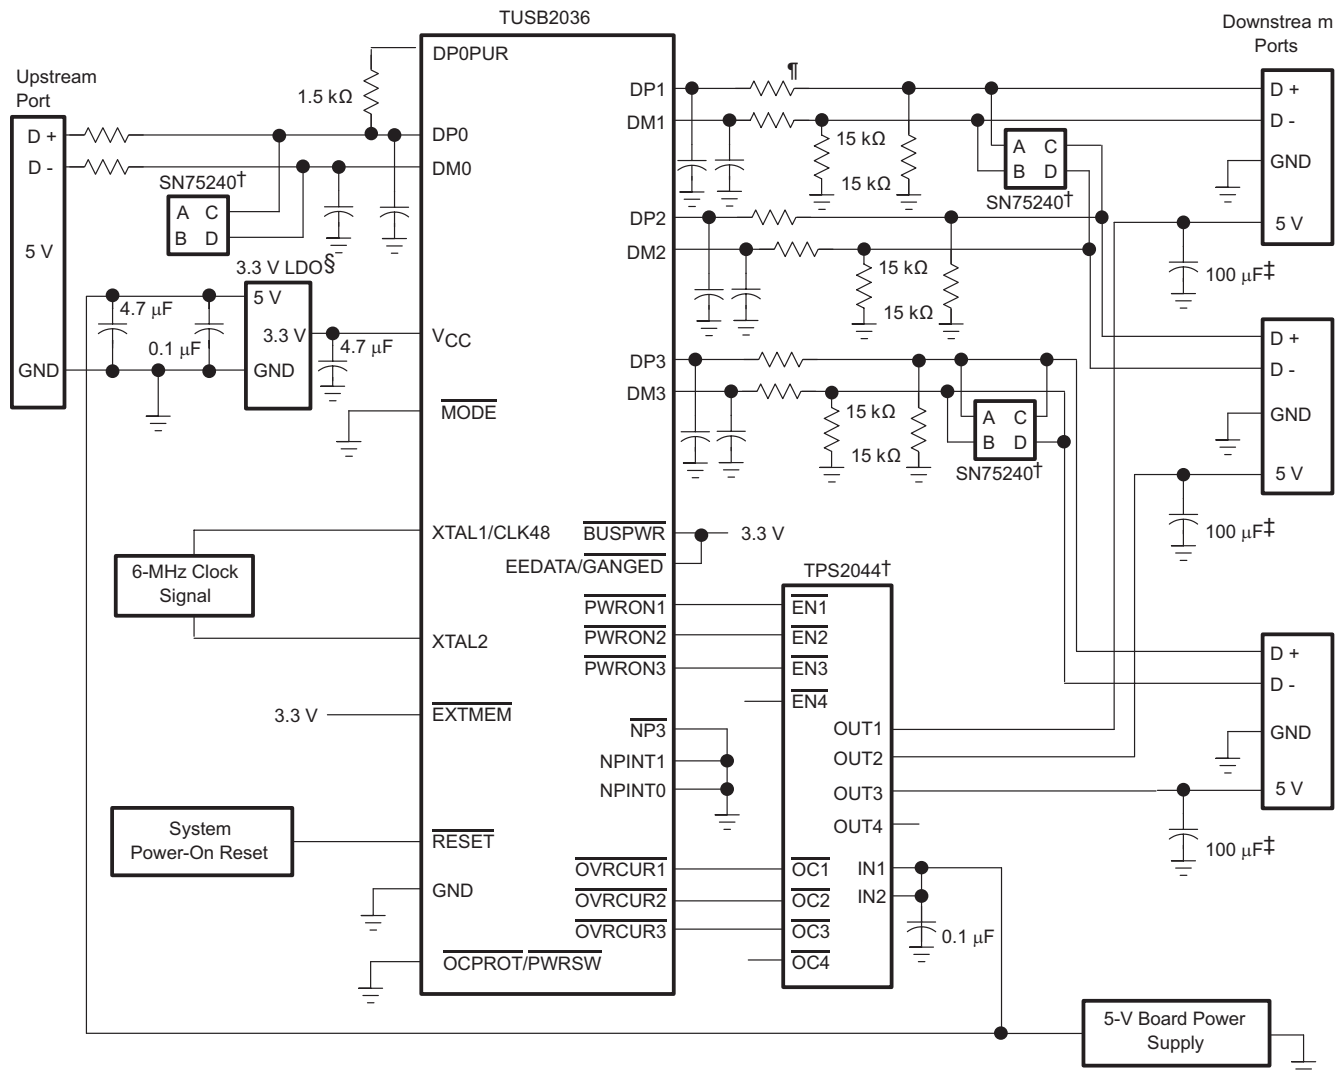 TUSB2036
Downstrea m
Ports
Upstream
Port
D +
D -
5 V
GND
1.5 kΩ
SN75240†
A C
B D
3.3 V LDO§
5 V
3.3 V
GND
4.7 µF
0.1 µF
4.7 µF
DP0PUR
DP0
DM0
VCC
MODE
XTAL1/CLK48
XTAL2
EXTMEM
RESET
GND
OCPROT/PWRSW
6-MHz Clock
Signal
3.3 V
System
Power-On Reset
DP1
DM1
DP2
DM2
DP3
DM3
BUSPWR
EEDATA/GANGED
PWRON1
PWRON2
PWRON3
NP3
NPINT1
NPINT0
OVRCUR1
OVRCUR2
OVRCUR3
¶
15 kΩ
15 kΩ
A C
B D
SN75240†
15 kΩ
15 kΩ
15 kΩ
15 kΩ
A C
B D
SN75240†
3.3 V
TPS2044†
EN1
EN2
EN3
EN4
OUT1
OUT2
OUT3
OUT4
OC1
OC2
OC3
OC4
IN1
IN2
0.1 µF
D +
D -
GND
5 V
100 µF‡
D +
D -
GND
5 V
100 µF‡
D +
D -
GND
5 V
100 µF‡
5-V Board Power
Supply